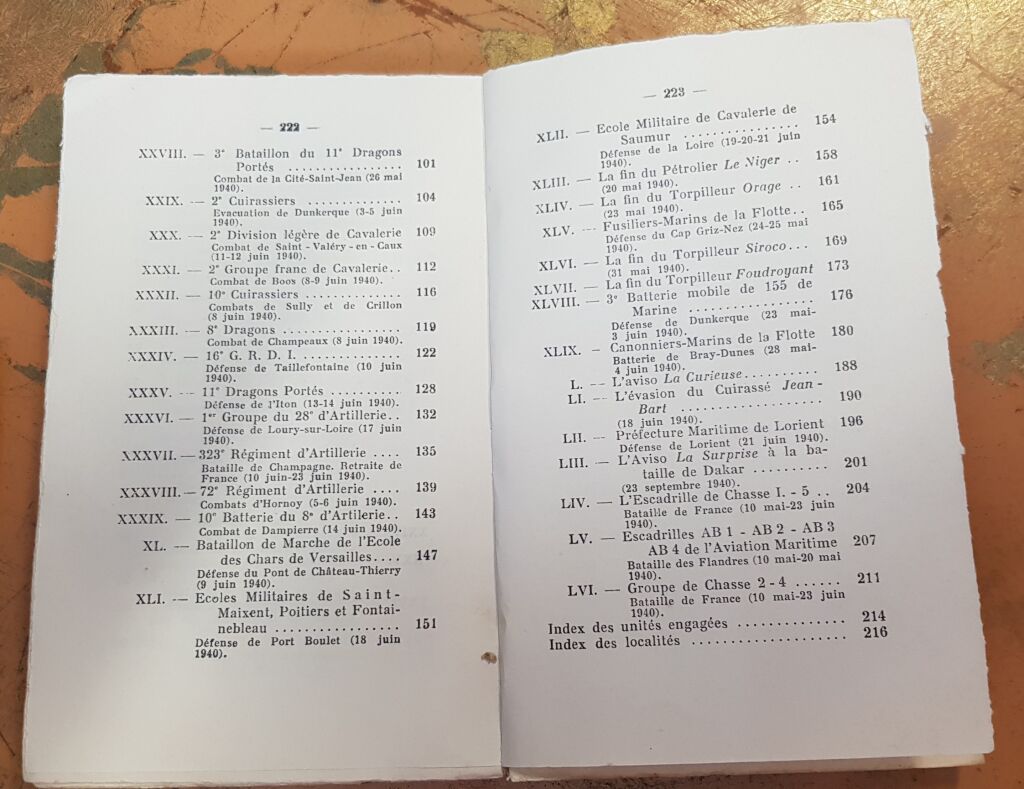 — 222 —
XXVIII. — 3e Bataillon du 11e Dragons
Portés ................ 101
Combat de la Cité-Saint-Jean (26 mai
1940).
XXIX. — 2e Cuirassiers .............. 104
Evacuation de Dunkerque (3-5 juin
1940).
XXX. — 2e Division légère de Cavalerie 109
Combat de Saint-Valéry-en-Caux
(11-12 juin 1940).
XXXI. — 2e Groupe franc de Cavalerie.. 112
Combat de Boos (8-9 juin 1940).
XXXII. — 10e Cuirassiers .............. 116
Combats de Sully et de Crillon
(8 juin 1940).
XXXIII. — 8e Dragons ................. 119
Combat de Champeaux (8 juin 1940).
XXXIV. — 16e G. R. D. I. .............. 122
Défense de Taillefontaine (10 juin
1940).
XXXV. — 11e Dragons Portés ........... 128
Défense de l'Iton (13-14 juin 1940).
XXXVI. — 1er Groupe du 28e d'Artillerie.. 132
Défense de Loury-sur-Loire (17 juin
1940).
XXXVII. — 323e Régiment d'Artillerie .... 135
Bataille de Champagne. Retraite de
France (10 juin-23 juin 1940).
XXXVIII. — 72e Régiment d'Artillerie .... 139
Combats d'Hornoy (5-6 juin 1940).
XXXIX. — 10e Batterie du 8e d'Artilerie.. 143
Combat de Dampierre (14 juin 1940).
XL. — Bataillon de Marche de l'Ecole
des Chars de Versailles.... 147
Défense du Pont de Château-Thierry
(9 juin 1940).
XLI. — Ecoles Militaires de Saint-
Maixent, Poitiers et Fontai-
nebleau ................ 151
Défense de Port Boulet (18 juin
1940).
— 223 —
XLII. — Ecole Militaire de Cavalerie de
Saumur ................ 154
Défense de la Loire (19-20-21 juin
1940).
XLIII. — La fin du Pétrolier Le Niger .. 158
(20 mai 1940).
XLIV. — La fin du Torpilleur Orage .. 161
(23 mai 1940).
XLV. — Fusiliers-Marins de la Flotte.. 165
Défense du Cap Griz-Nez (24-25 mai
1940).
XLVI. — La fin du Torpilleur Siroco... 169
(31 mai 1940).
XLVII. — La fin du Torpilleur Foudroyant 173
XLVIII. — 3e Batterie mobile de 155 de
Marine ................ 176
Défense de Dunkerque (23 mai-
3 juin 1940).
XLIX. — Canonniers-Marins de la Flotte 180
Batterie de Bray-Dunes (28 mai-
4 juin 1940).
L. — L'aviso La Curieuse.......... 188
LI. — L'évasion du Cuirassé Jean-
Bart .................... 190
(18 juin 1940).
LII. — Préfecture Maritime de Lorient 196
Défense de Lorient (21 juin 1940).
LIII. — L'Aviso La Surprise à la ba-
taille de Dakar .......... 201
(23 septembre 1940).
LIV. — L'Escadrille de Chasse I. - 5 .. 204
Bataille de France (10 mai-23 juin
1940).
LV. — Escadrilles AB 1 - AB 2 - AB 3
AB 4 de l'Aviation Maritime 207
Bataille des Flandres (10 mai-20 mai
1940).
LVI. — Groupe de Chasse 2-4 ...... 211
Bataille de France (10 mai-23 juin
1940).
Index des unités engagées ............... 214
Index des localités ..................... 216